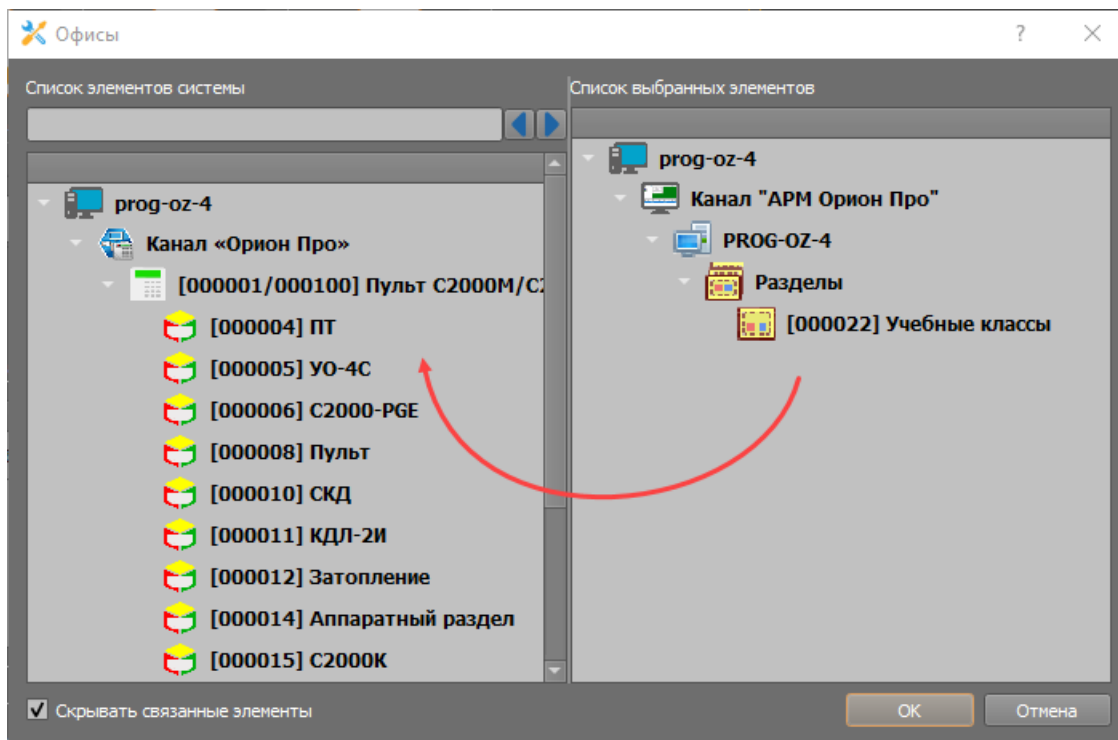 Офисы
?
Список элементов системы
prog-oz-4
Канал «Орион Про»
[000001/000100] Пульт С2000М/С2
[000004] ПТ
[000005] УО-4С
[000006] С2000-PGE
[000008] Пульт
[000010] СКД
[000011] КДЛ-2И
[000012] Затопление
[000014] Аппаратный раздел
[000015] С2000К
Список выбранных элементов
prog-oz-4
Канал "АРМ Орион Про"
PROG-OZ-4
Разделы
[000022] Учебные классы
Скрывать связанные элементы
ОК
Отмена